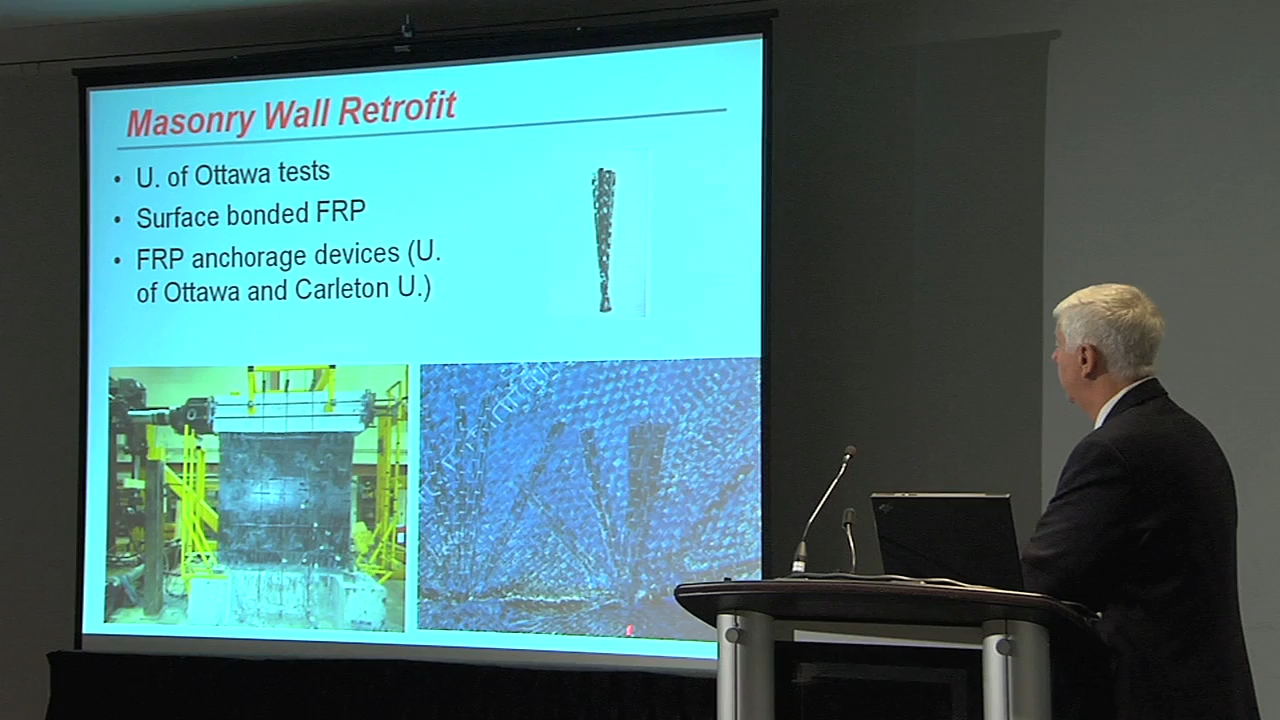 Masonry Wall Retrofit
• U. of Ottawa tests
• Surface bonded FRP
• FRP anchorage devices (U.
of Ottawa and Carleton U.)